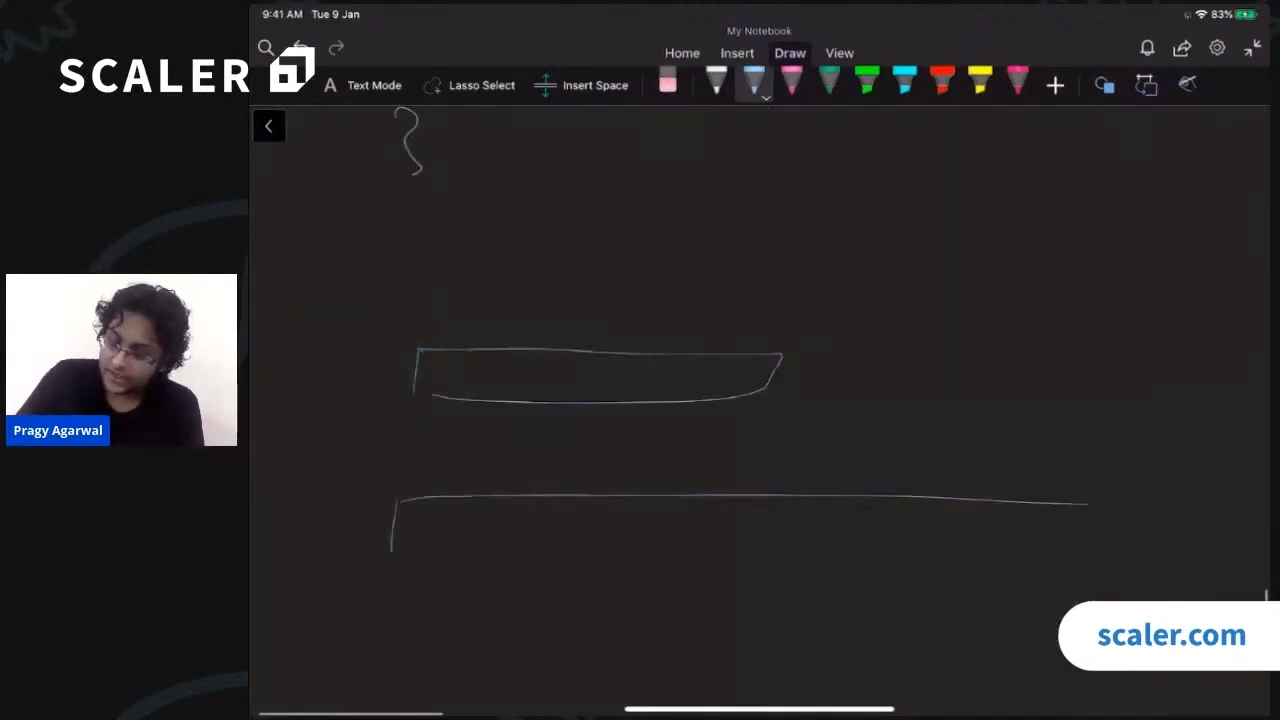 9:41 AM Tue 9 Jan
83%
My Notebook
Home Insert Draw View
SCALER
A Text Mode Lasso Select Insert Space
Pragy Agarwal
scaler.com